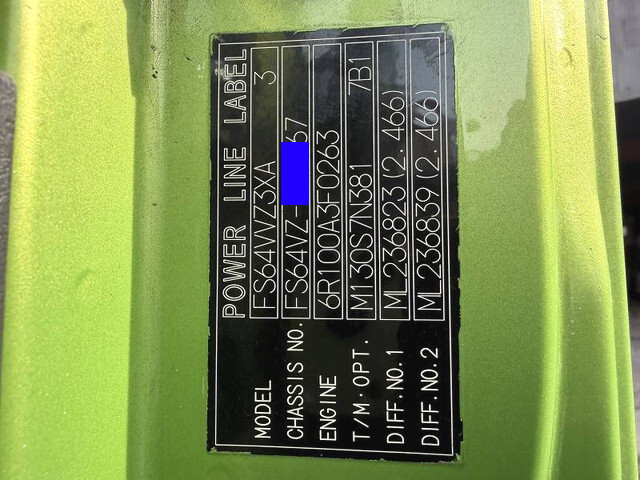 POWER LINE LABEL
MODEL FS64VVZ3XA 3
CHASSIS NO. FS64VZ- 67
ENGINE 6R100A3F0263
T/M·OPT. M130S7N381 7B1
DIFF.NO.1 ML236823(2.466)
DIFF.NO.2 ML236839(2.466)